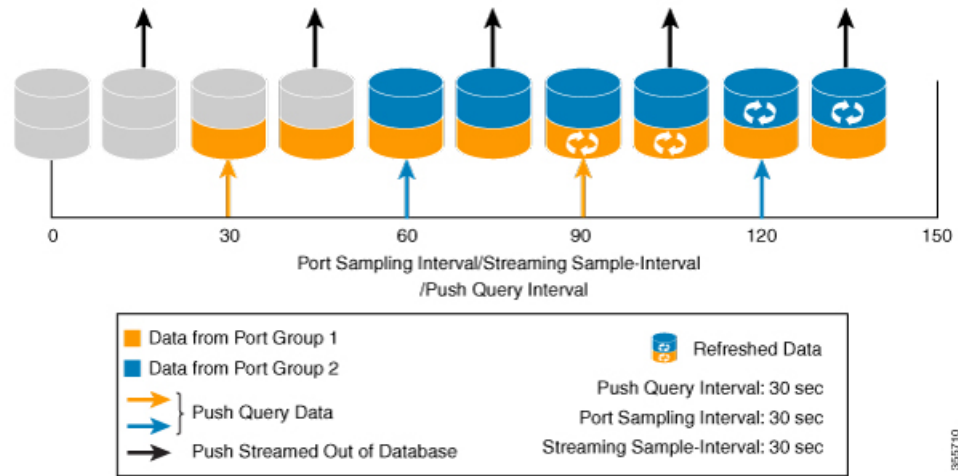 0
30
60
90
120
150
Port Sampling Interval/Streaming Sample-Interval
/Push Query Interval
Data from Port Group 1
Data from Port Group 2
Push Query Data
Push Streamed Out of Database
Refreshed Data
Push Query Interval: 30 sec
Port Sampling Interval: 30 sec
Streaming Sample-Interval: 30 sec
355710